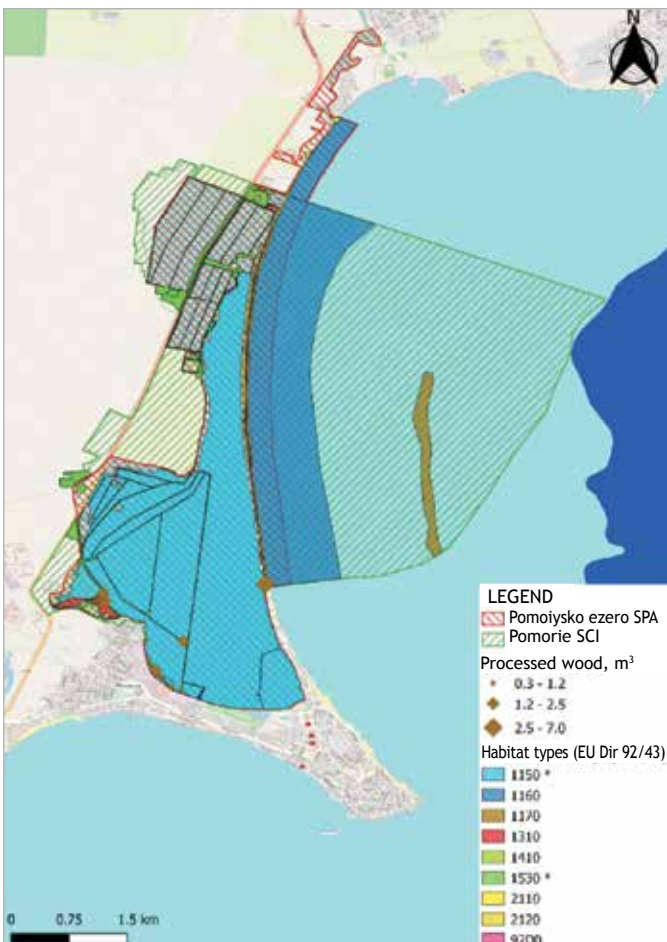 N
LEGEND
Pomoiysko ezero SPA
Pomorie SCI
Processed wood, m³
0.3 - 1.2
1.2 - 2.5
2.5 - 7.0
Habitat types (EU Dir 92/43)
1150 *
1160
1170
1310
1410
1530 *
2110
2120
92D0
0 0.75 1.5 km